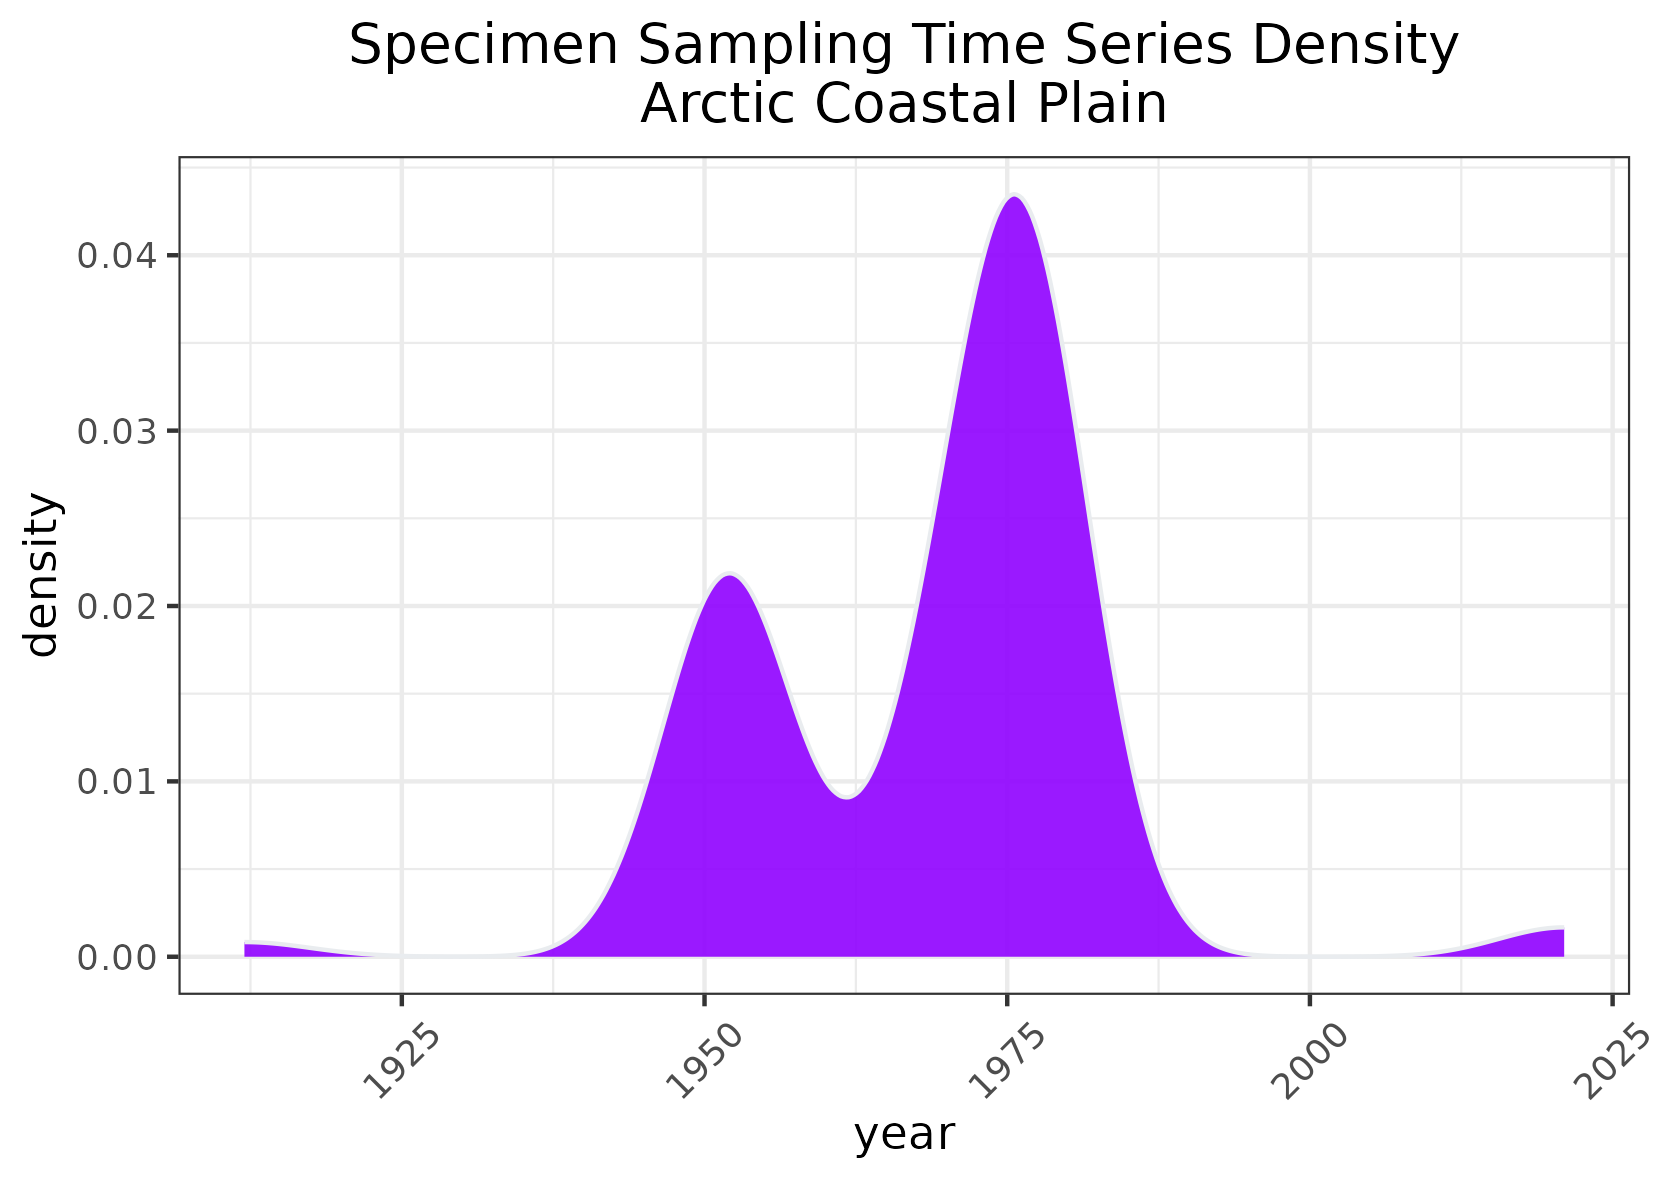 Specimen Sampling Time Series Density
Arctic Coastal Plain
0.04
0.03
0.02
0.01
0.00
density
1925
1950
1975
2000
2025
year